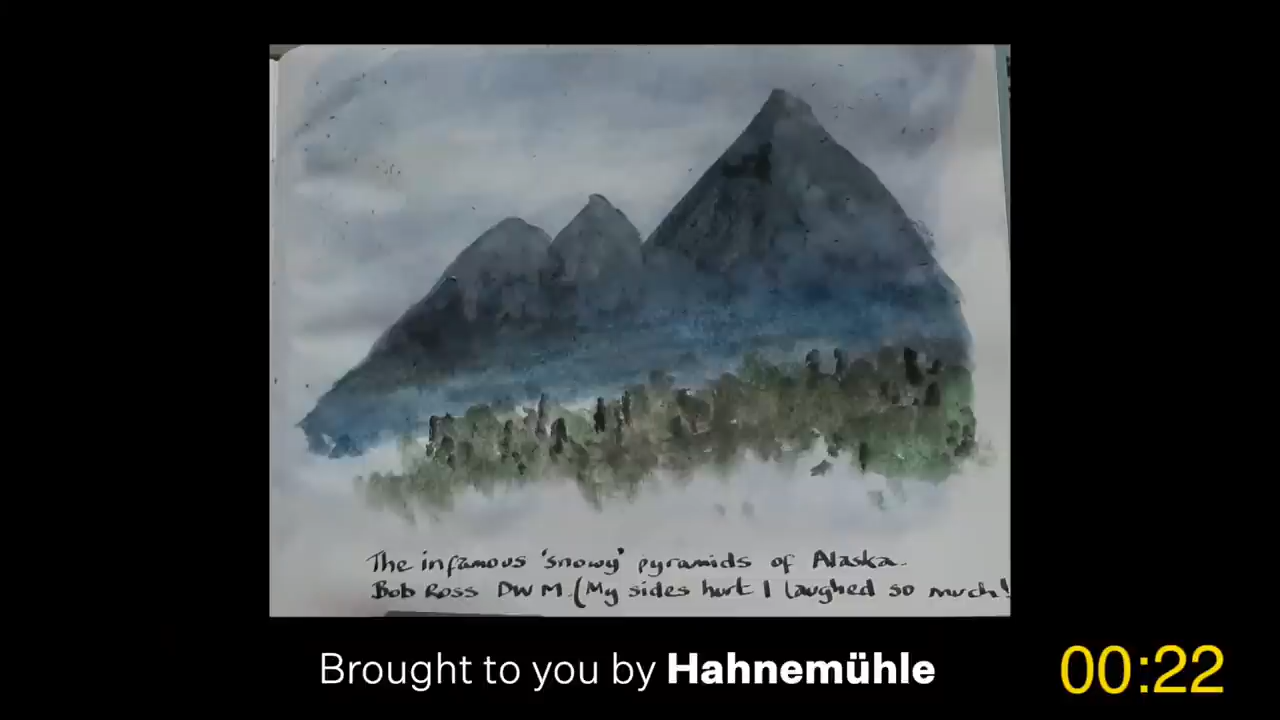 The infamous 'snowy' pyramids of Alaska.
Bob Ross DWM. (My sides hurt I laughed so much!
Brought to you by Hahnemühle
00:22